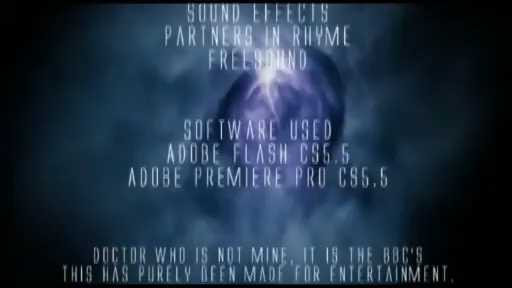 SOUND EFFECTS
PARTNERS IN RHYME
FREESOUND
SOFTWARE USED
ADOBE FLASH CS5.5
ADOBE PREMIERE PRO CS5.5
DOCTOR WHO IS NOT MINE, IT IS THE BBC'S
THIS HAS PURELY BEEN MADE FOR ENTERTAINMENT.